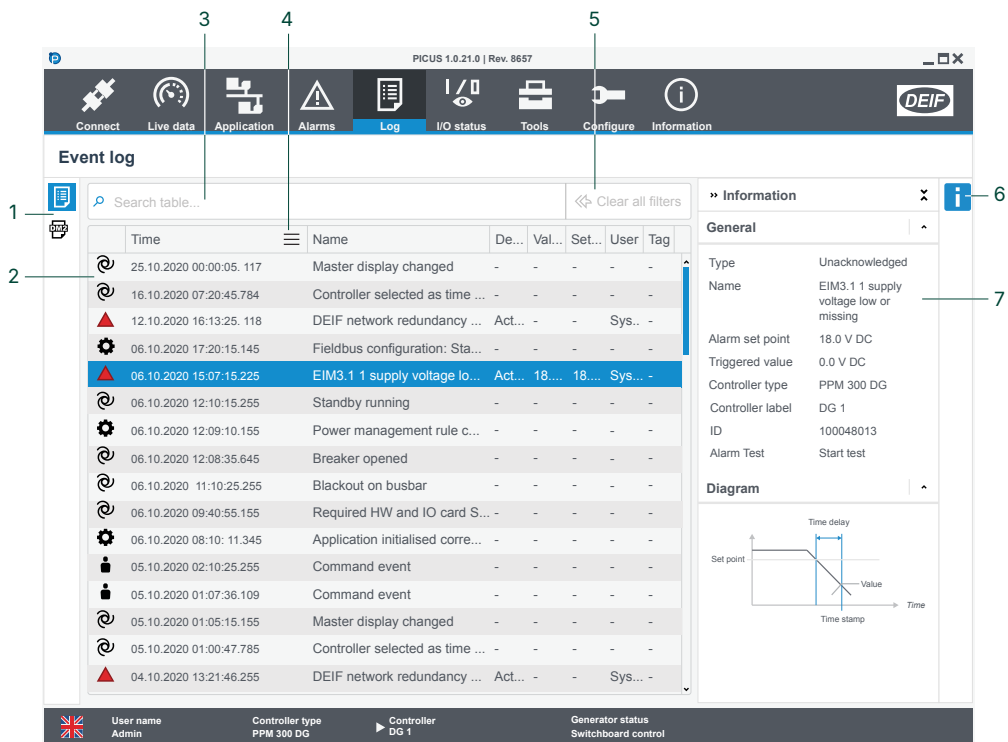 3
4
5
PICUS 1.0.21.0 | Rev. 8657
Connect Live data Application Alarms Log I/O status Tools Configure Information
DEIF
Event log
1
DM2
Search table...
Clear all filters
Information
6
General
Time Name De... Val... Set... User Tag
2
25.10.2020 00:00:05. 117 Master display changed - - - - -
16.10.2020 07:20:45.784 Controller selected as time ... - - - - -
12.10.2020 16:13:25. 118 DEIF network redundancy ... Act... - - Sys.. -
06.10.2020 17:20:15.145 Fieldbus configuration: Sta... - - - - -
06.10.2020 15:07:15.225 EIM3.1 1 supply voltage lo... Act... 18.... 18.... Sys... -
06.10.2020 12:10:15.255 Standby running - - - - -
06.10.2020 12:09:10.155 Power management rule c... - - - - -
06.10.2020 12:08:35.645 Breaker opened - - - - -
06.10.2020 11:10:25.255 Blackout on busbar - - - - -
06.10.2020 09:40:55.155 Required HW and IO card S... - - - - -
06.10.2020 08:10: 11.345 Application initialised corre... - - - - -
05.10.2020 02:10:25.255 Command event - - - - -
05.10.2020 01:07:36.109 Command event - - - - -
05.10.2020 01:05:15.155 Master display changed - - - - -
05.10.2020 01:00:47.785 Controller selected as time ... - - - - -
04.10.2020 13:21:46.255 DEIF network redundancy ... Act... - - Sys... -
Type Unacknowledged
Name EIM3.1 1 supply
voltage low or
missing
7
Alarm set point 18.0 V DC
Triggered value 0.0 V DC
Controller type PPM 300 DG
Controller label DG 1
ID 100048013
Alarm Test Start test
Diagram
Time delay
Set point
Value
Time
Time stamp
User name Controller type Controller Generator status
Admin PPM 300 DG DG 1 Switchboard control